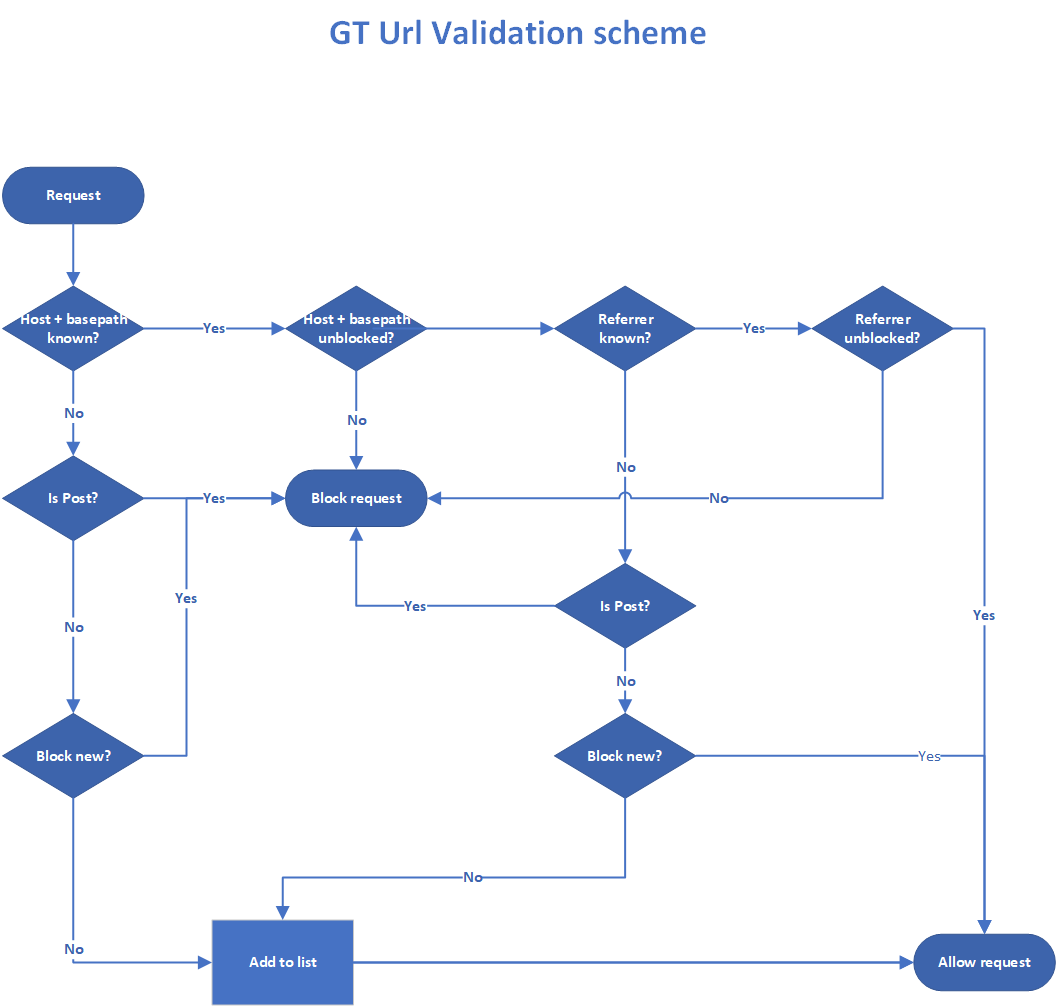 GT Url Validation scheme
Request
Host + basepath
known?
Yes
Host + basepath
unblocked?
Referrer
known?
Yes
Referrer
unblocked?
No
No
No
Is Post?
Yes
Block request
No
Yes
Yes
Is Post?
Yes
No
No
Block new?
Block new?
Yes
No
No
Add to list
Allow request